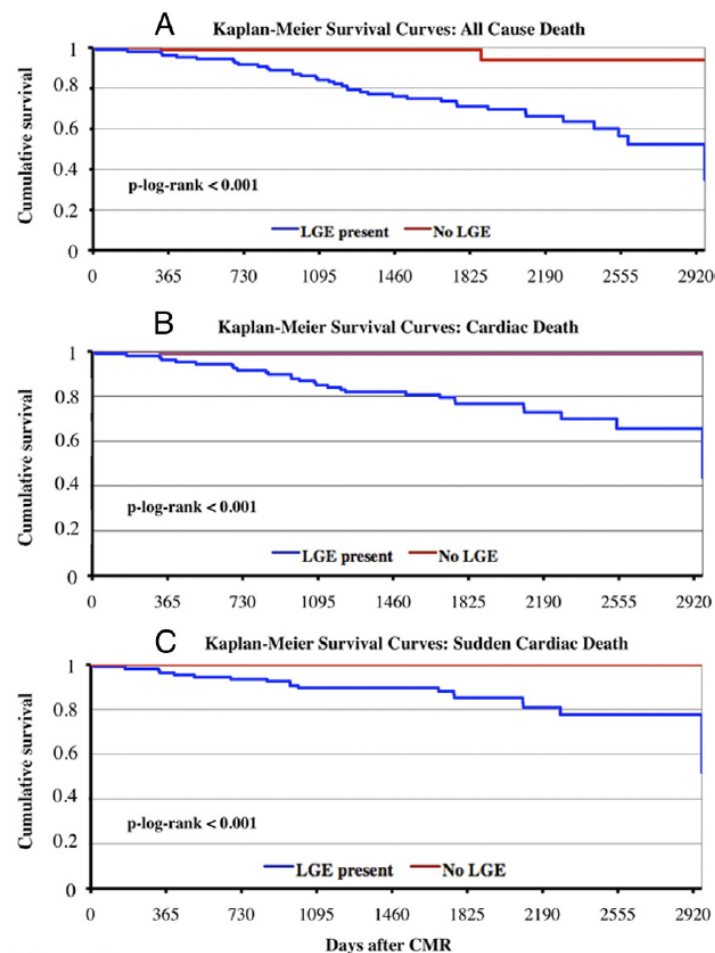 A
Kaplan-Meier Survival Curves: All Cause Death
Cumulative survival
1
0.8
0.6
0.4
0.2
0
p-log-rank < 0.001
LGE present No LGE
0 365 730 1095 1460 1825 2190 2555 2920
B
Kaplan-Meier Survival Curves: Cardiac Death
Cumulative survival
1
0.8
0.6
0.4
0.2
0
p-log-rank < 0.001
LGE present No LGE
0 365 730 1095 1460 1825 2190 2555 2920
C
Kaplan-Meier Survival Curves: Sudden Cardiac Death
Cumulative survival
1
0.8
0.6
0.4
0.2
0
p-log-rank < 0.001
LGE present No LGE
0 365 730 1095 1460 1825 2190 2555 2920
Days after CMR